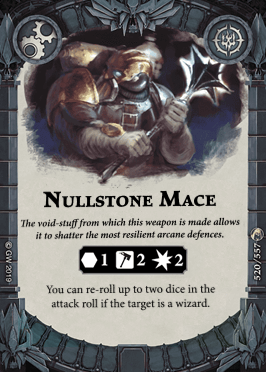 NULLSTONE MACE
The void-stuff from which this weapon is made allows
it to shatter the most resilient arcane defences.
1 2 2
You can re-roll up to two dice in the
attack roll if the target is a wizard.
© GW 2019
520/557